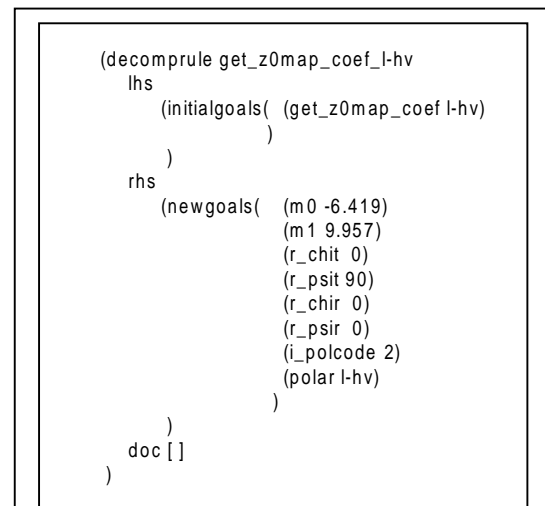 (decomprule get_z0map_coef_l-hv
lhs
(initialgoals( (get_z0map_coef l-hv)
)
)
rhs
(newgoals( (m0 -6.419)
(m1 9.957)
(r_chit 0)
(r_psit 90)
(r_chir 0)
(r_psir 0)
(i_polcode 2)
(polar l-hv)
)
)
doc [ ]
)